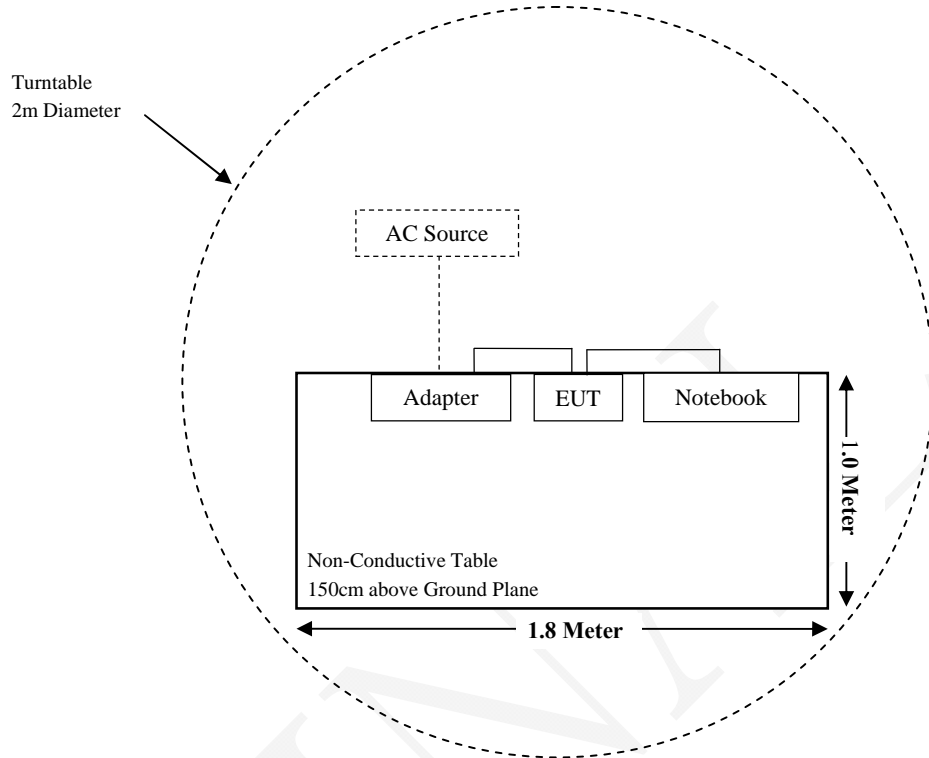 Turntable
2m Diameter
AC Source
Adapter
EUT
Notebook
1.0 Meter
Non-Conductive Table
150cm above Ground Plane
1.8 Meter